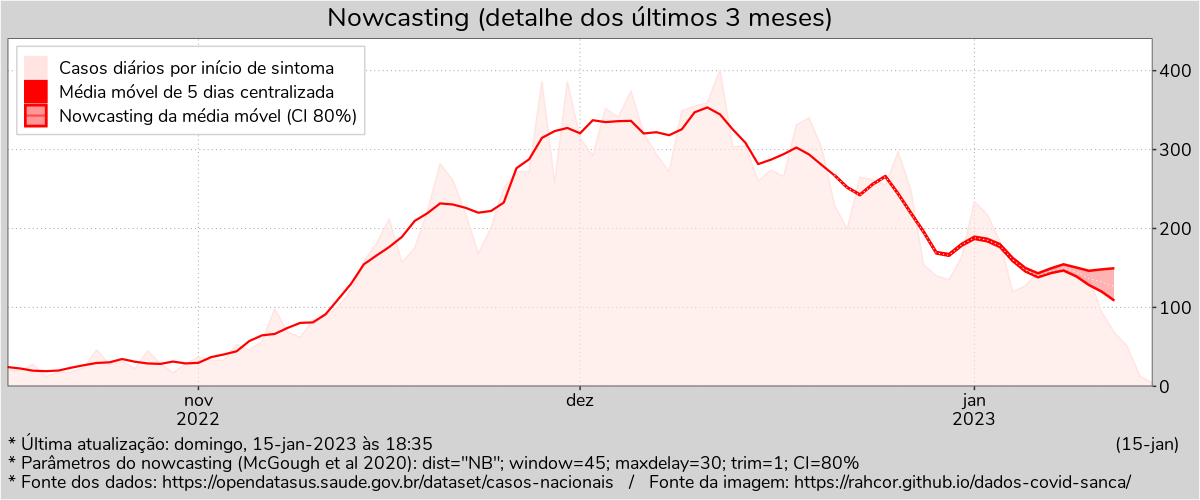 Nowcasting (detalhe dos últimos 3 meses)
Casos diários por início de sintoma
Média móvel de 5 dias centralizada
Nowcasting da média móvel (CI 80%)
400
300
200
100
0
nov
2022
dez
jan
2023
* Última atualização: domingo, 15-jan-2023 às 18:35
(15-jan)
* Parâmetros do nowcasting (McGough et al 2020): dist="NB"; window=45; maxdelay=30; trim=1; CI=80%
* Fonte dos dados: https://opendatasus.saude.gov.br/dataset/casos-nacionais / Fonte da imagem: https://rahcor.github.io/dados-covid-sanca/